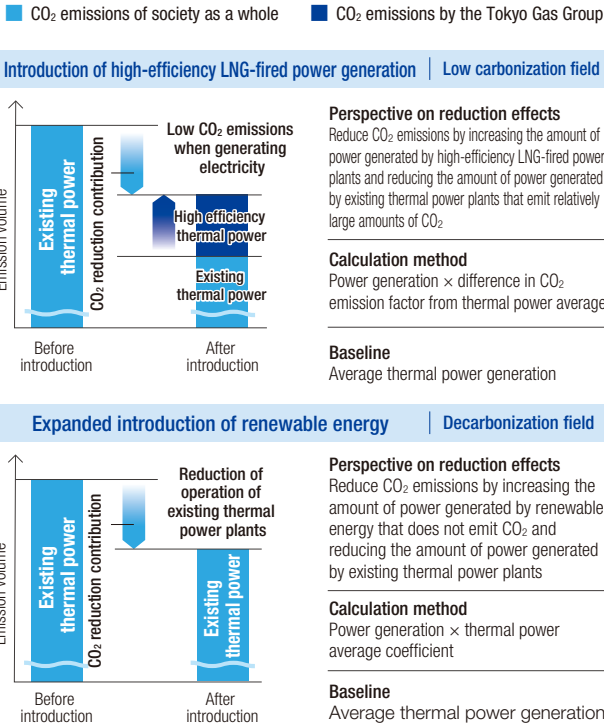 CO₂ emissions of society as a whole
CO₂ emissions by the Tokyo Gas Group
Introduction of high-efficiency LNG-fired power generation | Low carbonization field
Emission volume
Existing
thermal power
CO₂ reduction contribution
Low CO₂ emissions
when generating
electricity
High efficiency
thermal power
Existing
thermal power
Before
introduction
After
introduction
Perspective on reduction effects
Reduce CO₂ emissions by increasing the amount of
power generated by high-efficiency LNG-fired power
plants and reducing the amount of power generated
by existing thermal power plants that emit relatively
large amounts of CO₂
Calculation method
Power generation × difference in CO₂
emission factor from thermal power average
Baseline
Average thermal power generation
Expanded introduction of renewable energy | Decarbonization field
Emission volume
Existing
thermal power
CO₂ reduction contribution
Reduction of
operation of
existing thermal
power plants
Existing
thermal power
Before
introduction
After
introduction
Perspective on reduction effects
Reduce CO₂ emissions by increasing the
amount of power generated by renewable
energy that does not emit CO₂ and
reducing the amount of power generated
by existing thermal power plants
Calculation method
Power generation × thermal power
average coefficient
Baseline
Average thermal power generation